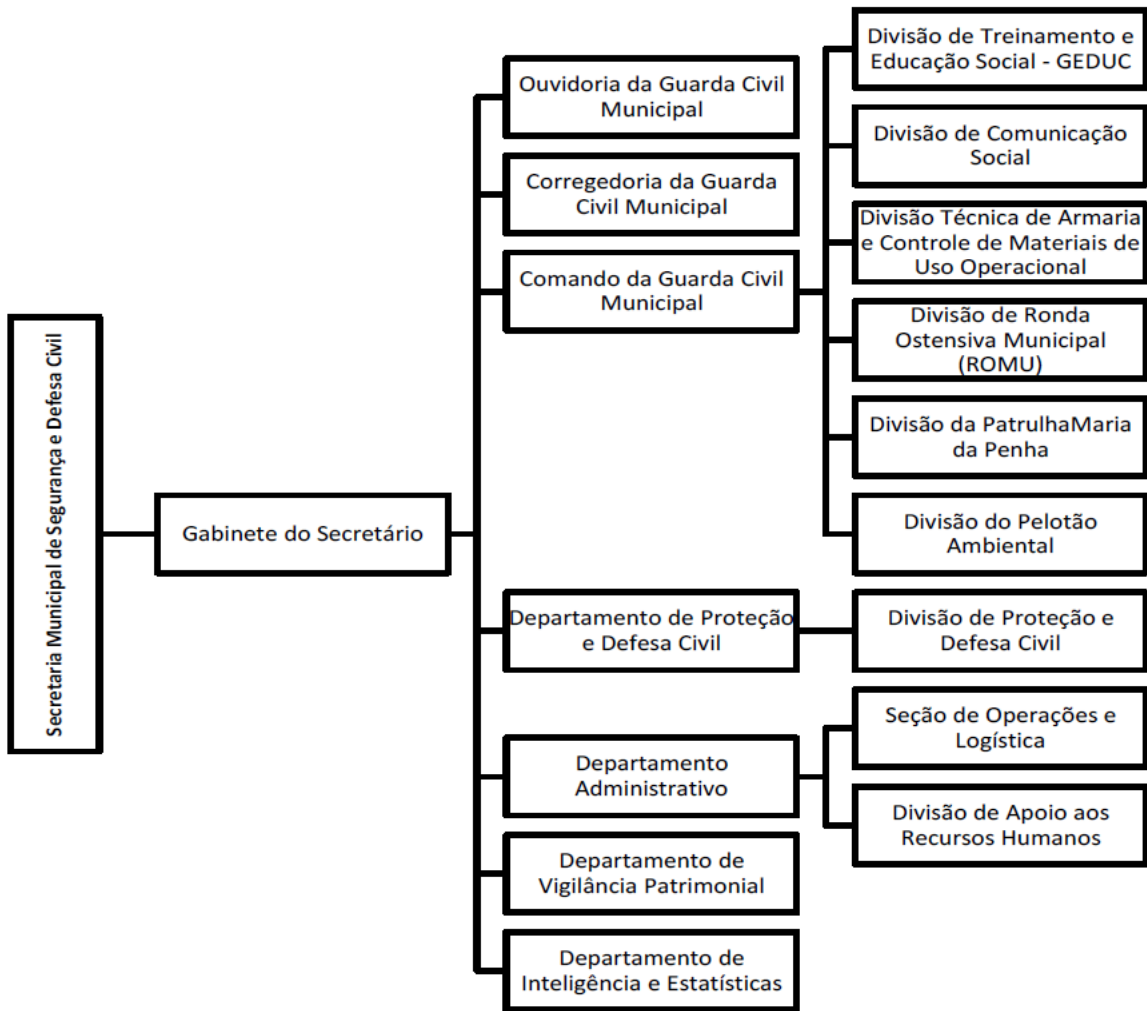 Secretaria Municipal de Segurança e Defesa Civil
Gabinete do Secretário
Ouvidoria da Guarda Civil
Municipal
Corregedoria da Guarda
Civil Municipal
Comando da Guarda Civil
Municipal
Divisão de Treinamento e
Educação Social - GEDUC
Divisão de Comunicação
Social
Divisão Técnica de Armaria
e Controle de Materiais de
Uso Operacional
Divisão de Ronda
Ostensiva Municipal
(ROMU)
Divisão da PatrulhaMaria
da Penha
Divisão do Pelotão
Ambiental
Departamento de Proteção
e Defesa Civil
Divisão de Proteção e
Defesa Civil
Departamento
Administrativo
Seção de Operações e
Logística
Divisão de Apoio aos
Recursos Humanos
Departamento de
Vigilância Patrimonial
Departamento de
Inteligência e Estatísticas